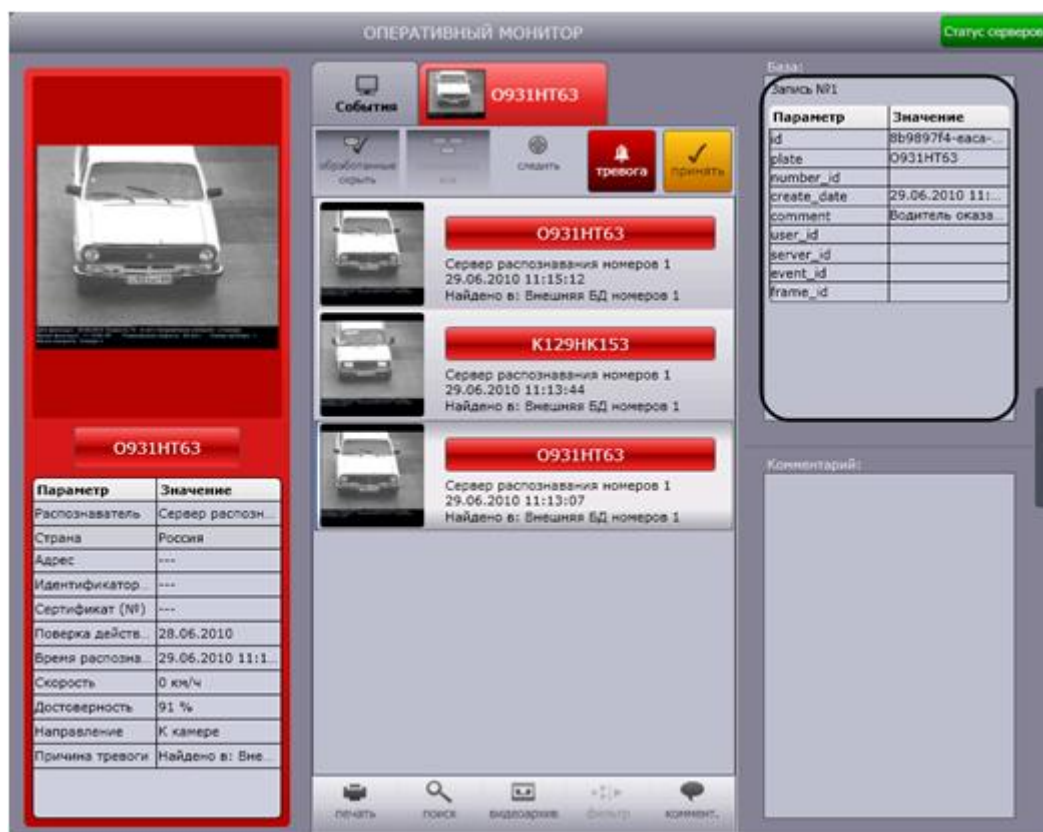 ОПЕРАТИВНЫЙ МОНИТОР
Статус серверов
О931НТ63
Параметр Значение
Распознаватель Сервер распозн...
Страна Россия
Адрес ---
Идентификатор... ---
Сертификат (№) ---
Поверка действ... 28.06.2010
Время распозна... 29.06.2010 11:1...
Скорость 0 км/ч
Достоверность 91 %
Направление К камере
Причина тревоги Найдено в: Вне...
События
О931НТ63
обработанные скрыть
все
следить
тревога
принять
О931НТ63
Сервер распознавания номеров 1
29.06.2010 11:15:12
Найдено в: Внешняя БД номеров 1
К129НК153
Сервер распознавания номеров 1
29.06.2010 11:13:44
Найдено в: Внешняя БД номеров 1
О931НТ63
Сервер распознавания номеров 1
29.06.2010 11:13:07
Найдено в: Внешняя БД номеров 1
печать
поиск
видеоархив
фильтр
коммент.
База:
Запись №1
Параметр Значение
id 8b9897f4-eaca-...
plate О931НТ63
number_id
create_date 29.06.2010 11:...
comment Водитель оказа...
user_id
server_id
event_id
frame_id
Комментарий: